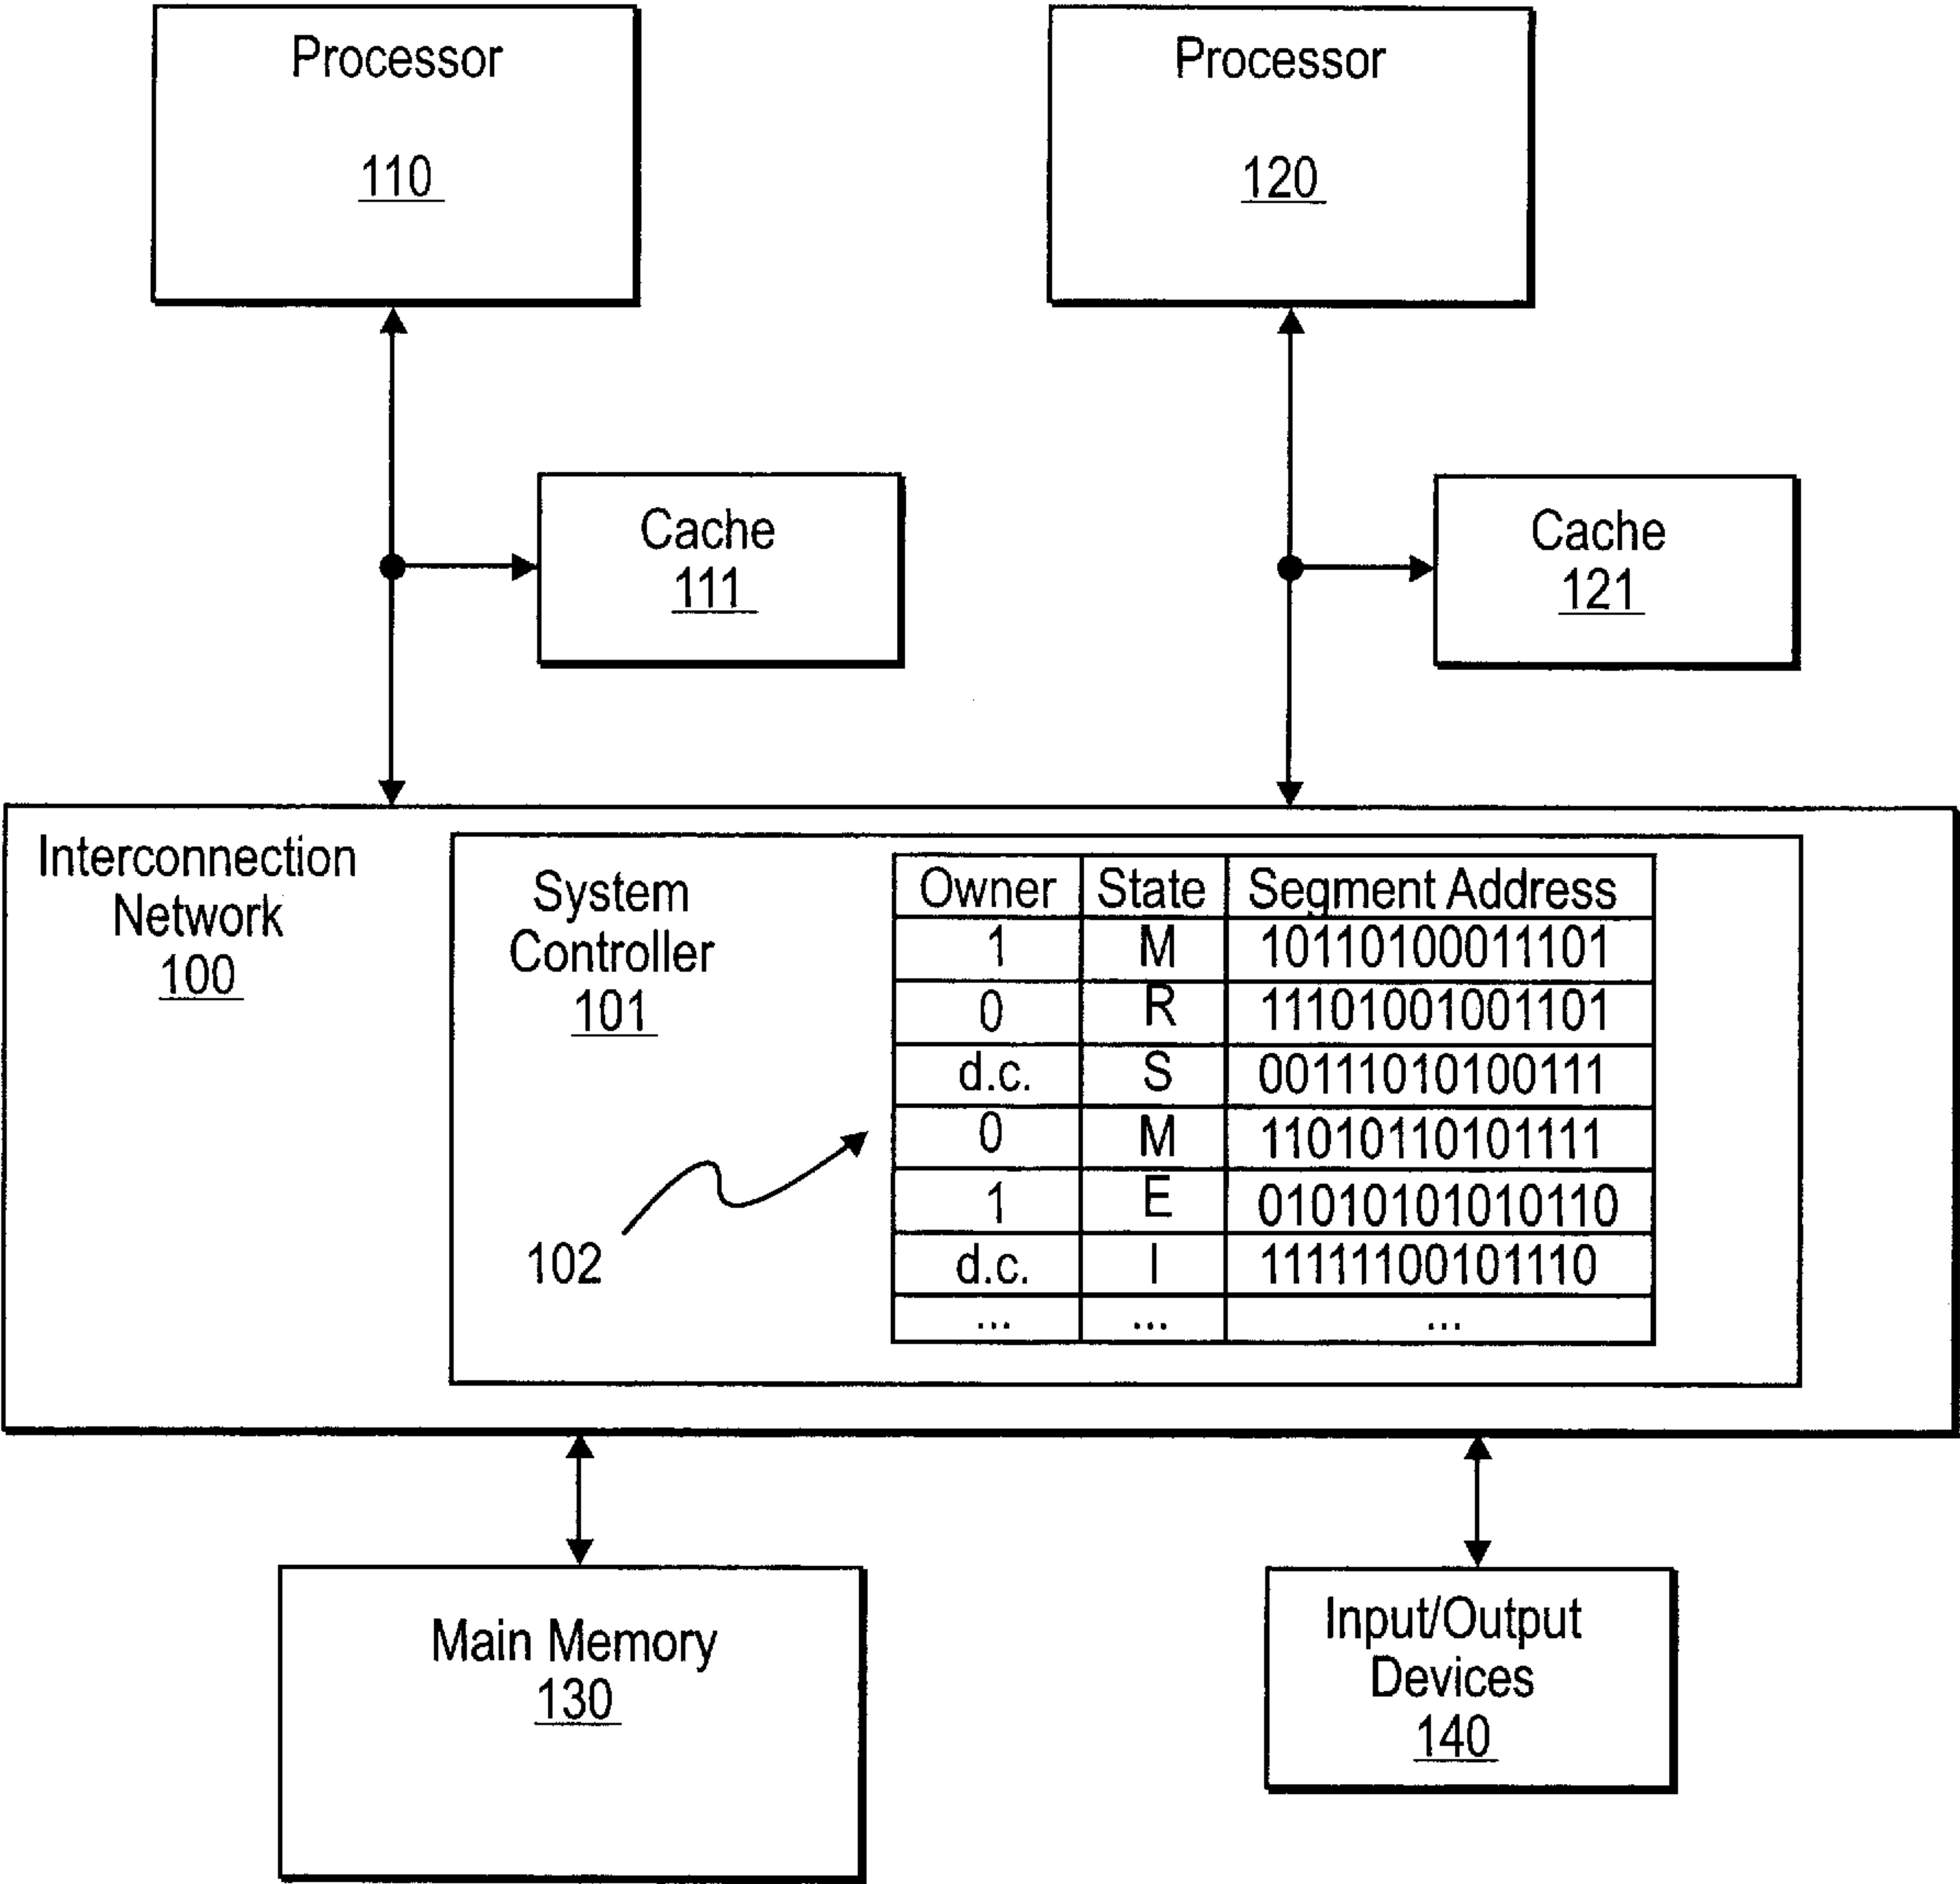 Processor
110
Processor
120
Cache
111
Cache
121
Interconnection
Network
100
System
Controller
101
102
Owner State Segment Address
1 M 10110100011101
0 R 11101001001101
d.c. S 00111010100111
0 M 11010110101111
1 E 01010101010110
d.c. I 11111100101110
... ... ...
Main Memory
130
Input/Output
Devices
140